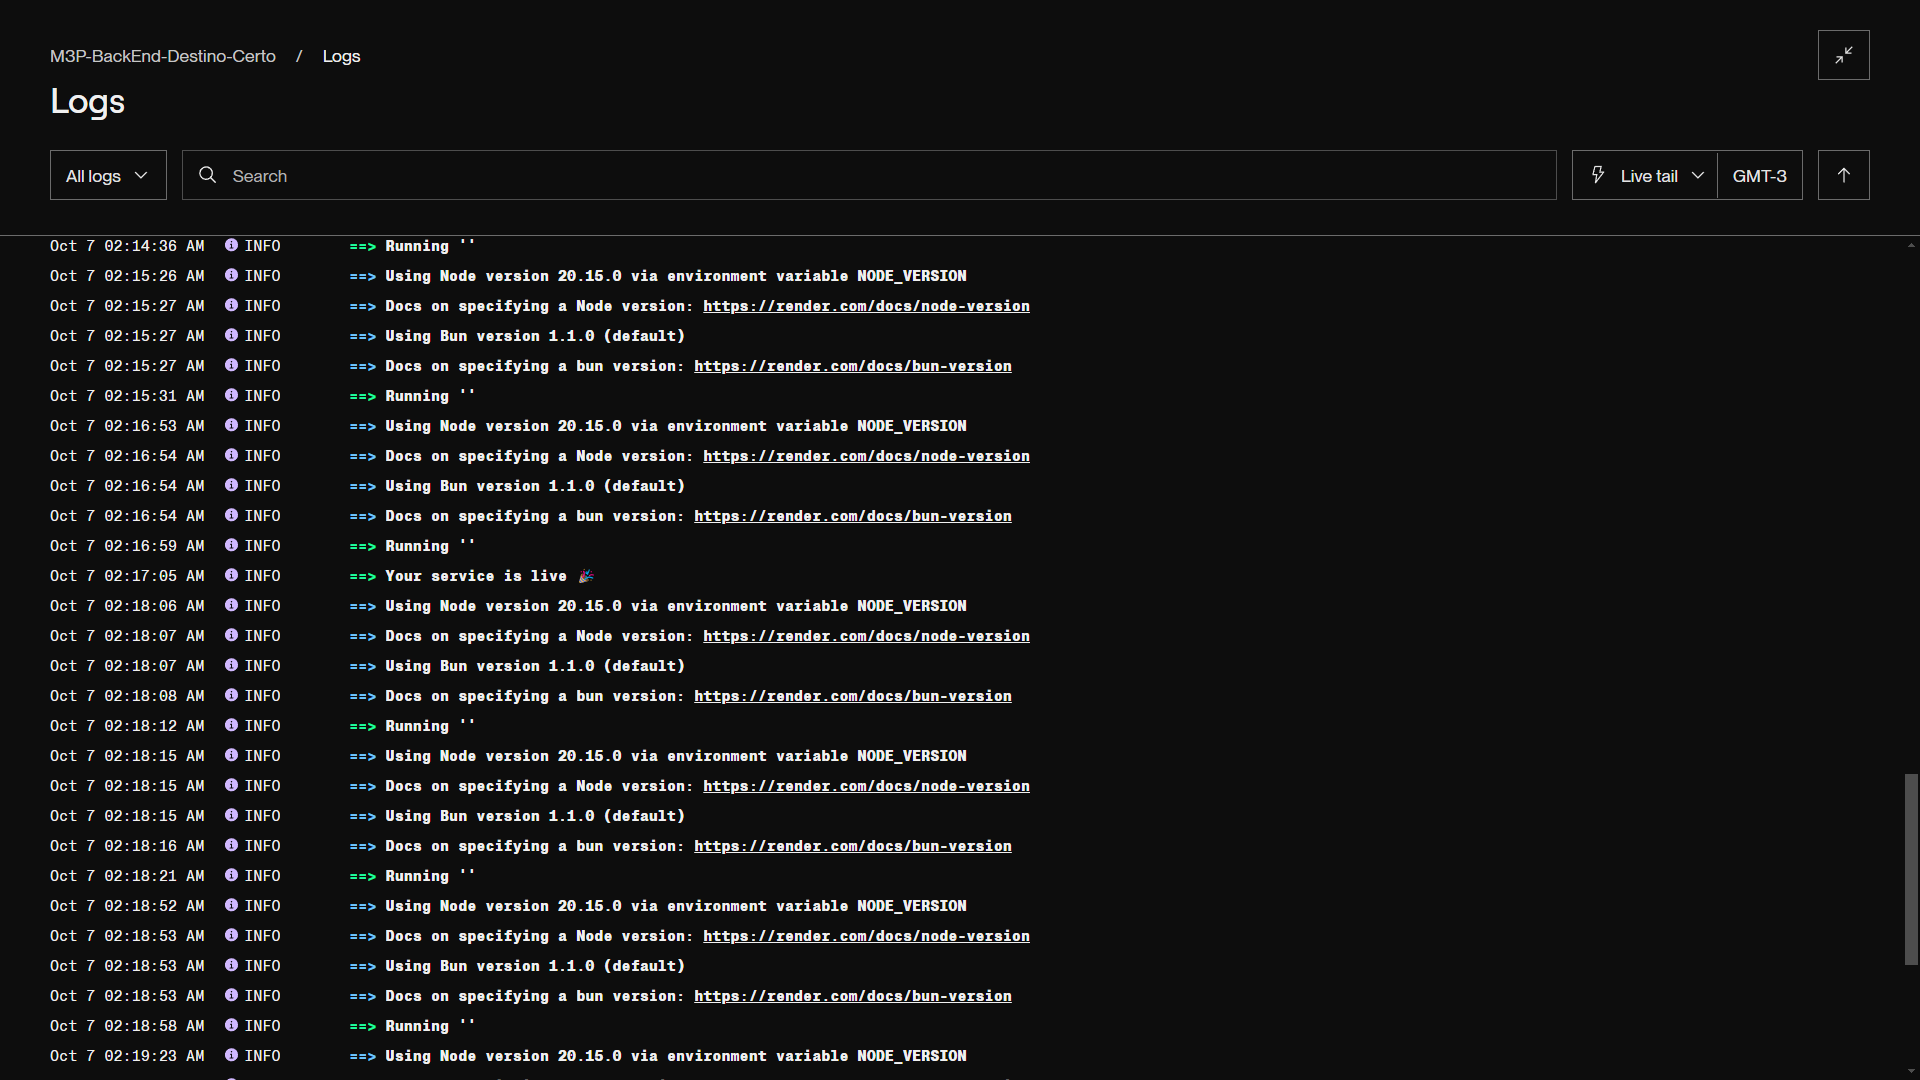 M3P-BackEnd-Destino-Certo / Logs
Logs
All logs Search Live tail GMT-3
Oct 7 02:14:36 AM INFO ==> Running ''
Oct 7 02:15:26 AM INFO ==> Using Node version 20.15.0 via environment variable NODE_VERSION
Oct 7 02:15:27 AM INFO ==> Docs on specifying a Node version: https://render.com/docs/node-version
Oct 7 02:15:27 AM INFO ==> Using Bun version 1.1.0 (default)
Oct 7 02:15:27 AM INFO ==> Docs on specifying a bun version: https://render.com/docs/bun-version
Oct 7 02:15:31 AM INFO ==> Running ''
Oct 7 02:16:53 AM INFO ==> Using Node version 20.15.0 via environment variable NODE_VERSION
Oct 7 02:16:54 AM INFO ==> Docs on specifying a Node version: https://render.com/docs/node-version
Oct 7 02:16:54 AM INFO ==> Using Bun version 1.1.0 (default)
Oct 7 02:16:54 AM INFO ==> Docs on specifying a bun version: https://render.com/docs/bun-version
Oct 7 02:16:59 AM INFO ==> Running ''
Oct 7 02:17:05 AM INFO ==> Your service is live 🎉
Oct 7 02:18:06 AM INFO ==> Using Node version 20.15.0 via environment variable NODE_VERSION
Oct 7 02:18:07 AM INFO ==> Docs on specifying a Node version: https://render.com/docs/node-version
Oct 7 02:18:07 AM INFO ==> Using Bun version 1.1.0 (default)
Oct 7 02:18:08 AM INFO ==> Docs on specifying a bun version: https://render.com/docs/bun-version
Oct 7 02:18:12 AM INFO ==> Running ''
Oct 7 02:18:15 AM INFO ==> Using Node version 20.15.0 via environment variable NODE_VERSION
Oct 7 02:18:15 AM INFO ==> Docs on specifying a Node version: https://render.com/docs/node-version
Oct 7 02:18:15 AM INFO ==> Using Bun version 1.1.0 (default)
Oct 7 02:18:16 AM INFO ==> Docs on specifying a bun version: https://render.com/docs/bun-version
Oct 7 02:18:21 AM INFO ==> Running ''
Oct 7 02:18:52 AM INFO ==> Using Node version 20.15.0 via environment variable NODE_VERSION
Oct 7 02:18:53 AM INFO ==> Docs on specifying a Node version: https://render.com/docs/node-version
Oct 7 02:18:53 AM INFO ==> Using Bun version 1.1.0 (default)
Oct 7 02:18:53 AM INFO ==> Docs on specifying a bun version: https://render.com/docs/bun-version
Oct 7 02:18:58 AM INFO ==> Running ''
Oct 7 02:19:23 AM INFO ==> Using Node version 20.15.0 via environment variable NODE_VERSION